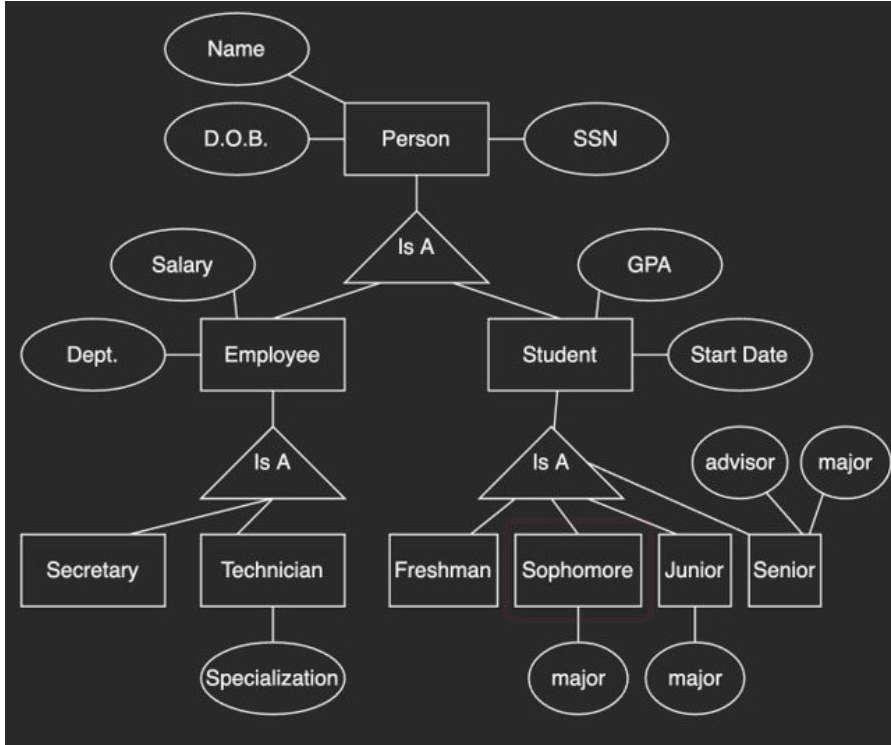 Name
D.O.B.
Person
SSN
Is A
Salary
GPA
Dept.
Employee
Student
Start Date
Is A
Is A
advisor
major
Secretary
Technician
Freshman
Sophomore
Junior
Senior
Specialization
major
major